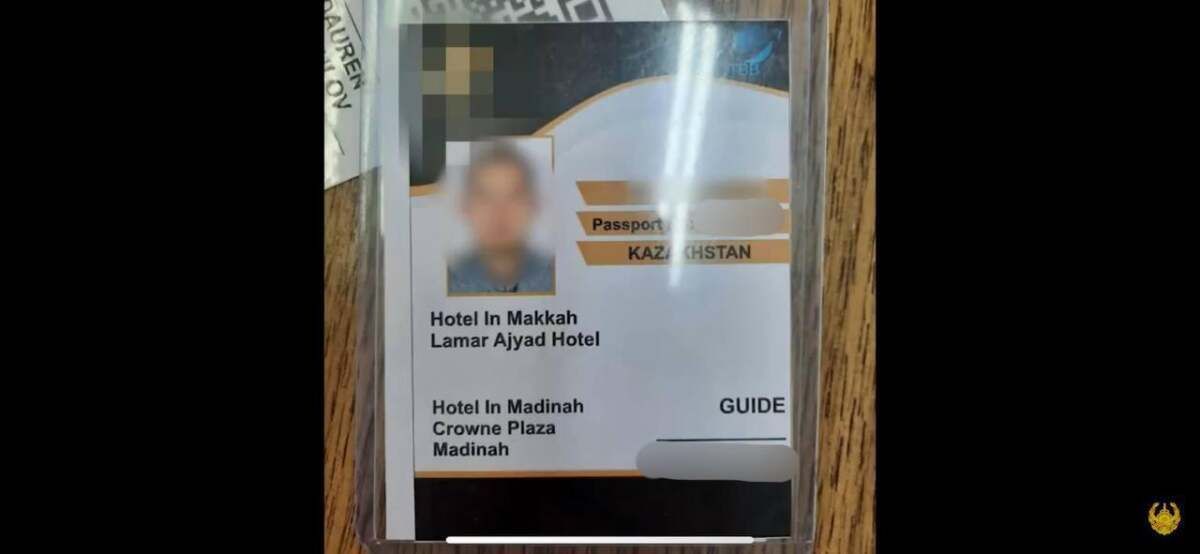 DAUREN
Passport
KAZAKHSTAN
Hotel In Makkah
Lamar Ajyad Hotel
Hotel In Madinah
Crowne Plaza
Madinah
GUIDE